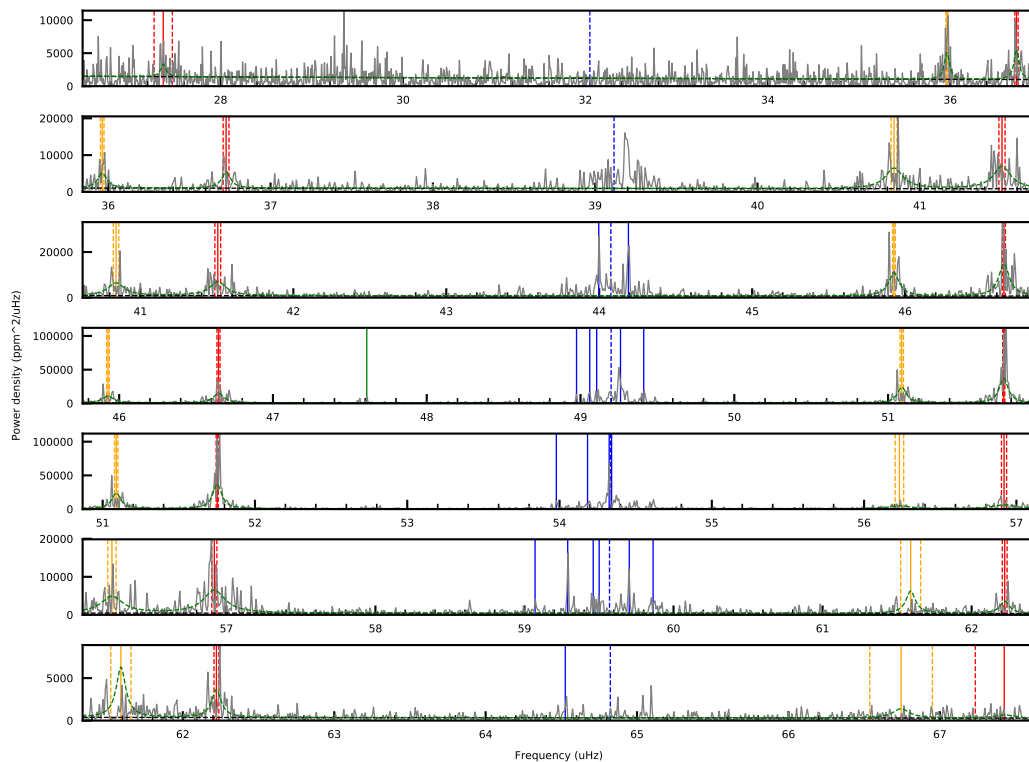 10000
5000
0
28 30 32 34 36
20000
10000
0
36 37 38 39 40 41
20000
0
41 42 43 44 45 46
100000
50000
0
46 47 48 49 50 51
100000
50000
0
51 52 53 54 55 56 57
20000
10000
0
57 58 59 60 61 62
5000
0
62 63 64 65 66 67
Power density (ppm^2/uHz)
Frequency (uHz)